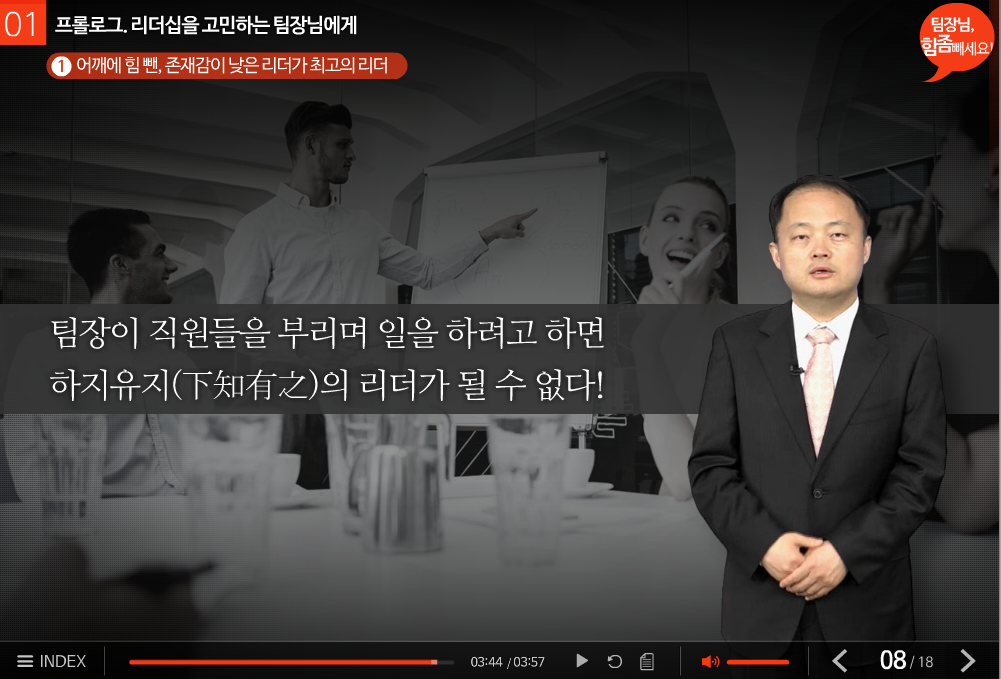 01
프롤로그. 리더십을 고민하는 팀장님에게
팀장님,
힘좀빼세요!
1 어깨에 힘 뺀, 존재감이 낮은 리더가 최고의 리더
팀장이 직원들을 부리며 일을 하려고 하면
하지유지(下知有之)의 리더가 될 수 없다!
INDEX
03:44 / 03:57
08 / 18